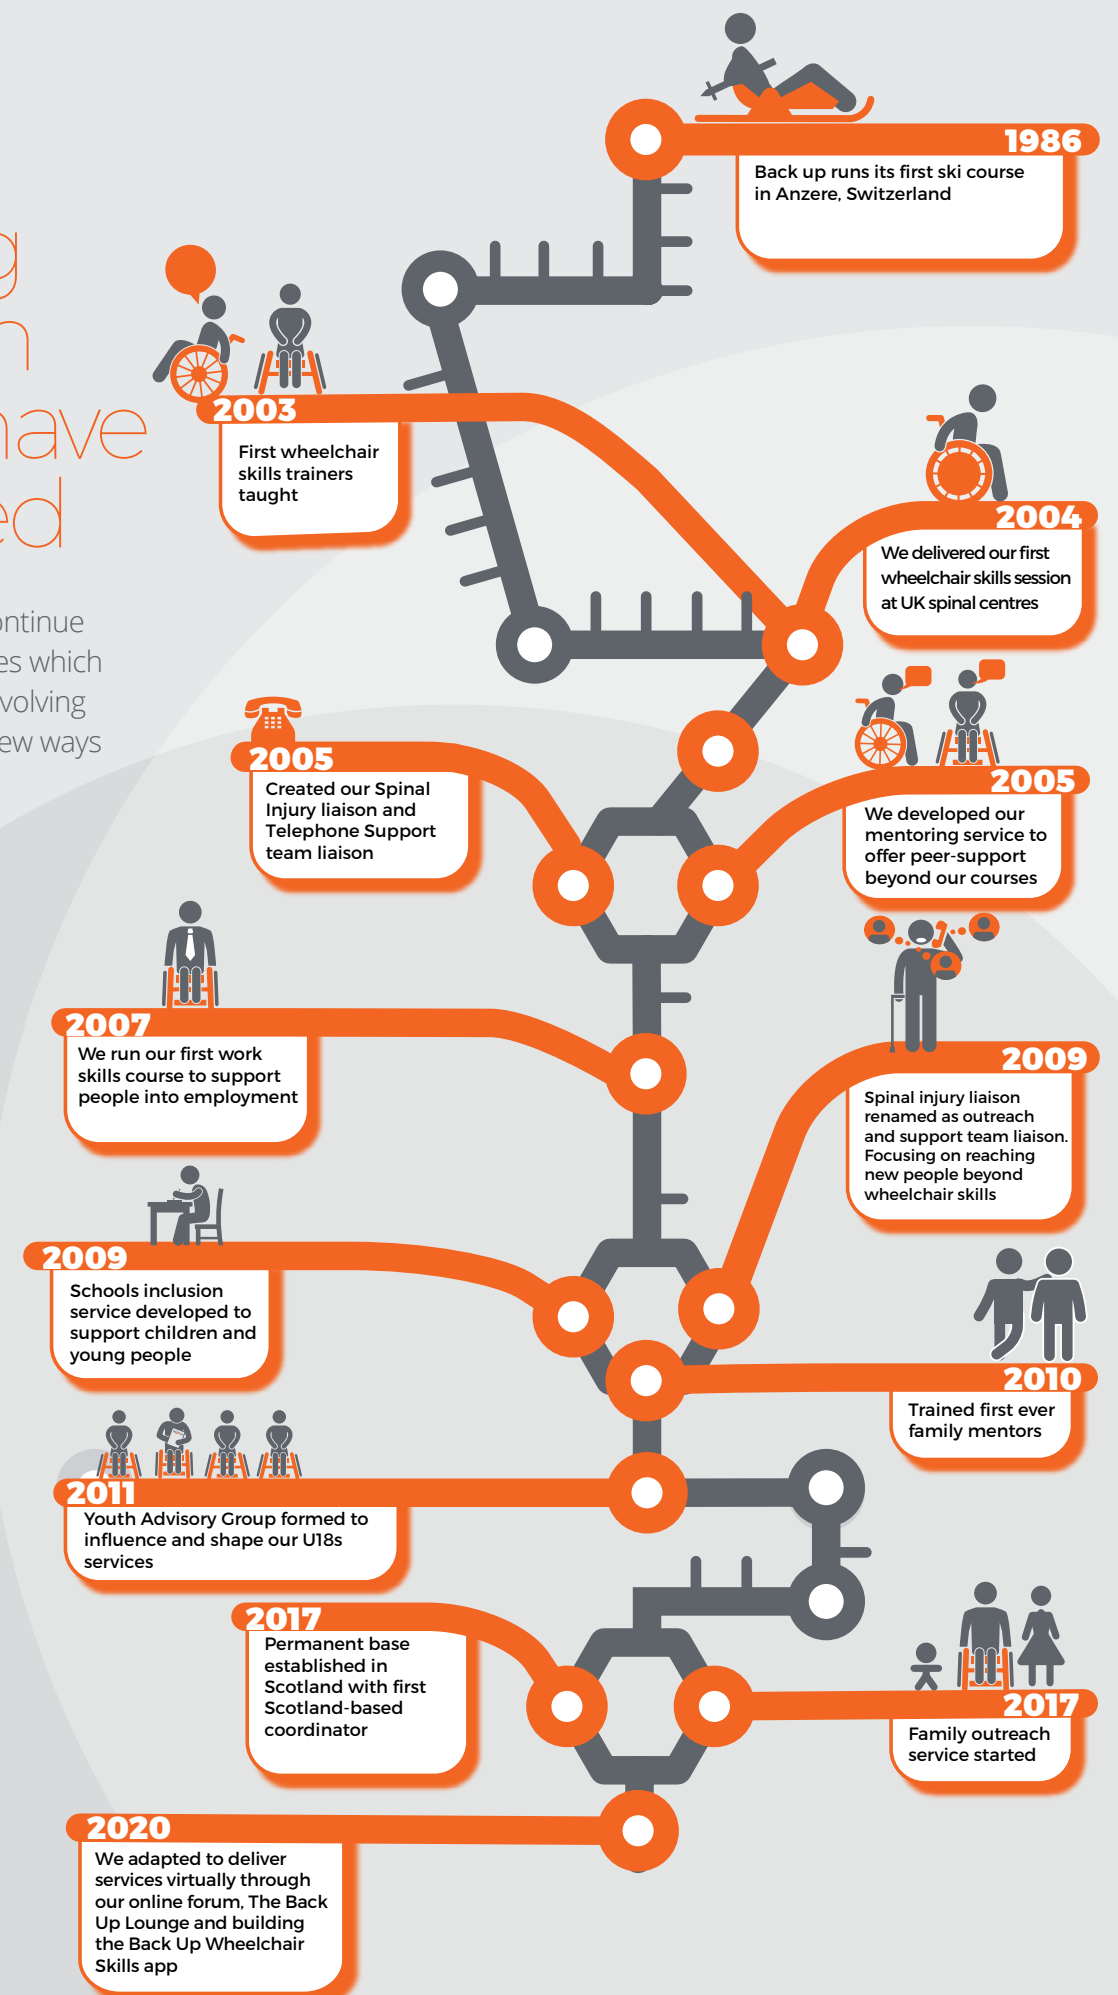 1986
Back up runs its first ski course
in Anzere, Switzerland
have
2003
First wheelchair
skills trainers
taught
2004
We delivered our first
wheelchair skills session
at UK spinal centres
which
2005
Created our Spinal
Injury liaison and
Telephone Support
team liaison
2005
We developed our
mentoring service to
offer peer-support
beyond our courses
ways
2007
We run our first work
skills course to support
people into employment
2009
Spinal injury liaison
renamed as outreach
and support team liaison.
Focusing on reaching
new people beyond
wheelchair skills
2009
Schools inclusion
service developed to
support children and
young people
2010
Trained first ever
family mentors
2011
Youth Advisory Group formed to
influence and shape our U18s
services
2017
Permanent base
established in
Scotland with first
Scotland-based
coordinator
2017
Family outreach
service started
2020
We adapted to deliver
services virtually through
our online forum, The Back
Up Lounge and building
the Back Up Wheelchair
Skills app